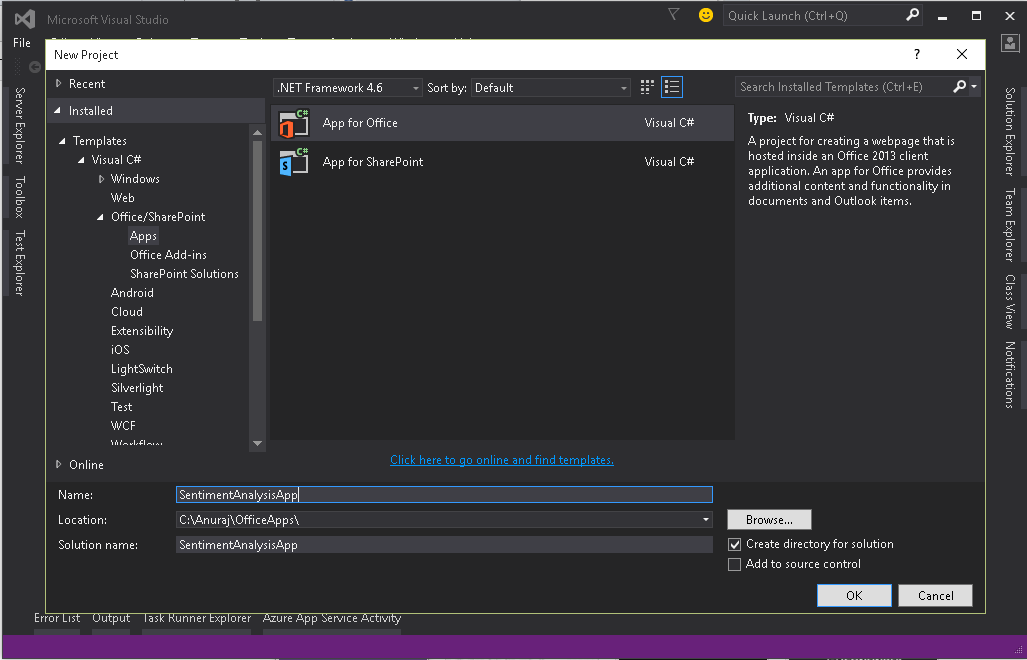 Microsoft Visual Studio
Quick Launch (Ctrl+Q)
File
New Project
?
Server Explorer
Toolbox
Test Explorer
Recent
Installed
Templates
Visual C#
Windows
Web
Office/SharePoint
Apps
Office Add-ins
SharePoint Solutions
Android
Cloud
Extensibility
iOS
LightSwitch
Silverlight
Test
WCF
Workflow
Online
.NET Framework 4.6
Sort by: Default
Search Installed Templates (Ctrl+E)
App for Office Visual C#
App for SharePoint Visual C#
Type: Visual C#
A project for creating a webpage that is
hosted inside an Office 2013 client
application. An app for Office provides
additional content and functionality in
documents and Outlook items.
Click here to go online and find templates.
Name: SentimentAnalysisApp
Location: C:\Anuraj\OfficeApps\
Browse...
Solution name: SentimentAnalysisApp
Create directory for solution
Add to source control
OK
Cancel
Solution Explorer
Team Explorer
Class View
Notifications
Error List Output Task Runner Explorer Azure App Service Activity